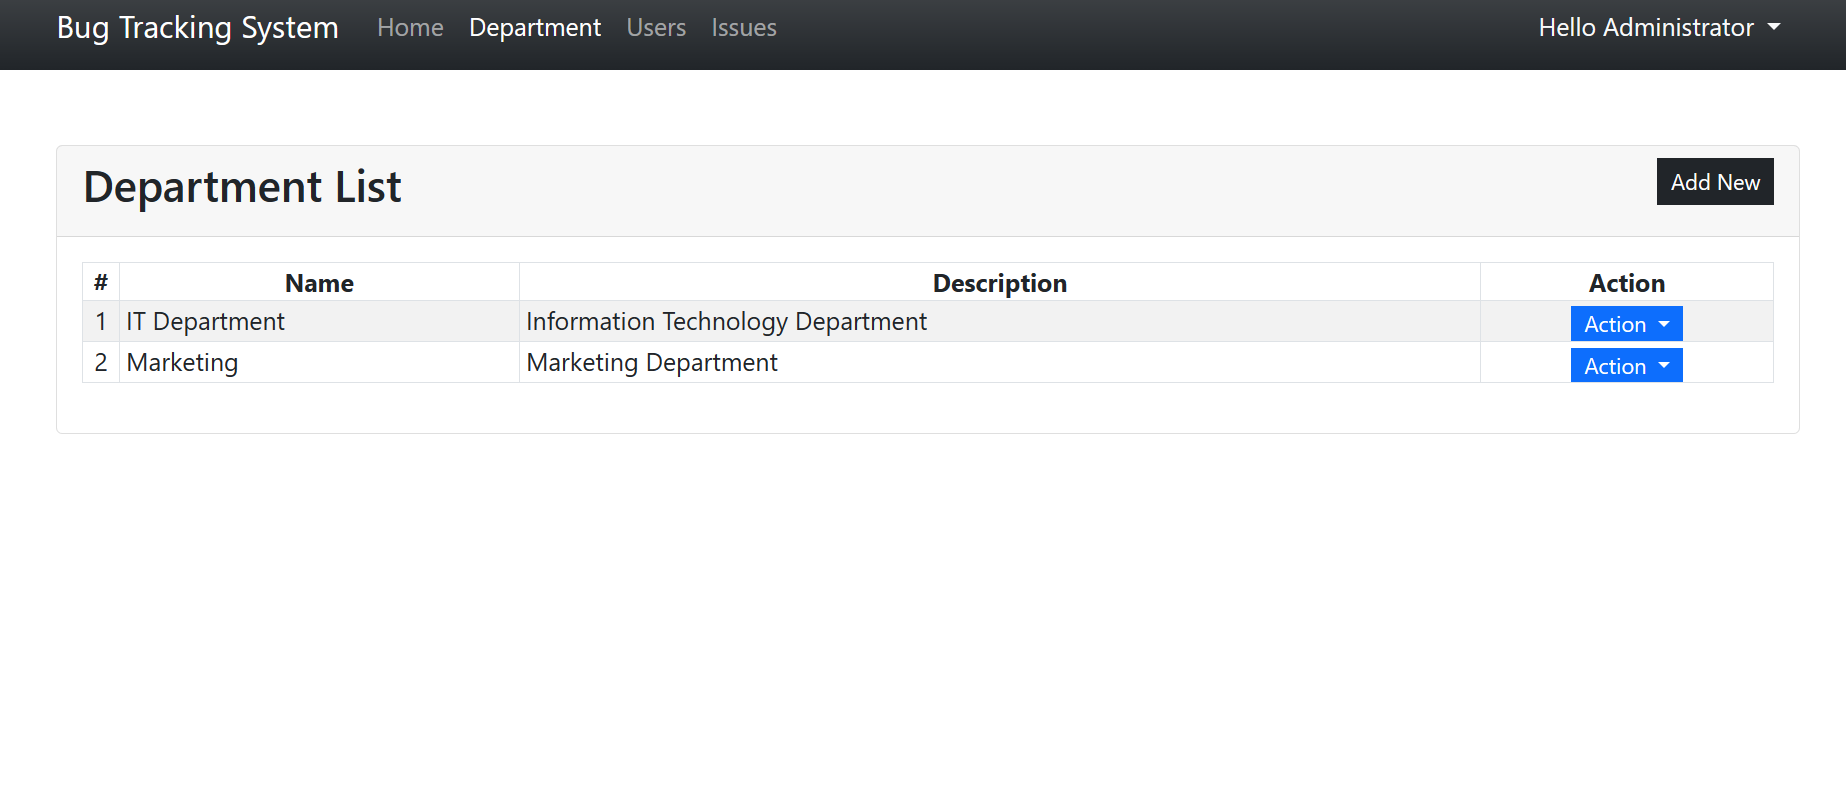 Bug Tracking System Home Department Users Issues Hello Administrator
Department List Add New
# Name Description Action
1 IT Department Information Technology Department Action
2 Marketing Marketing Department Action